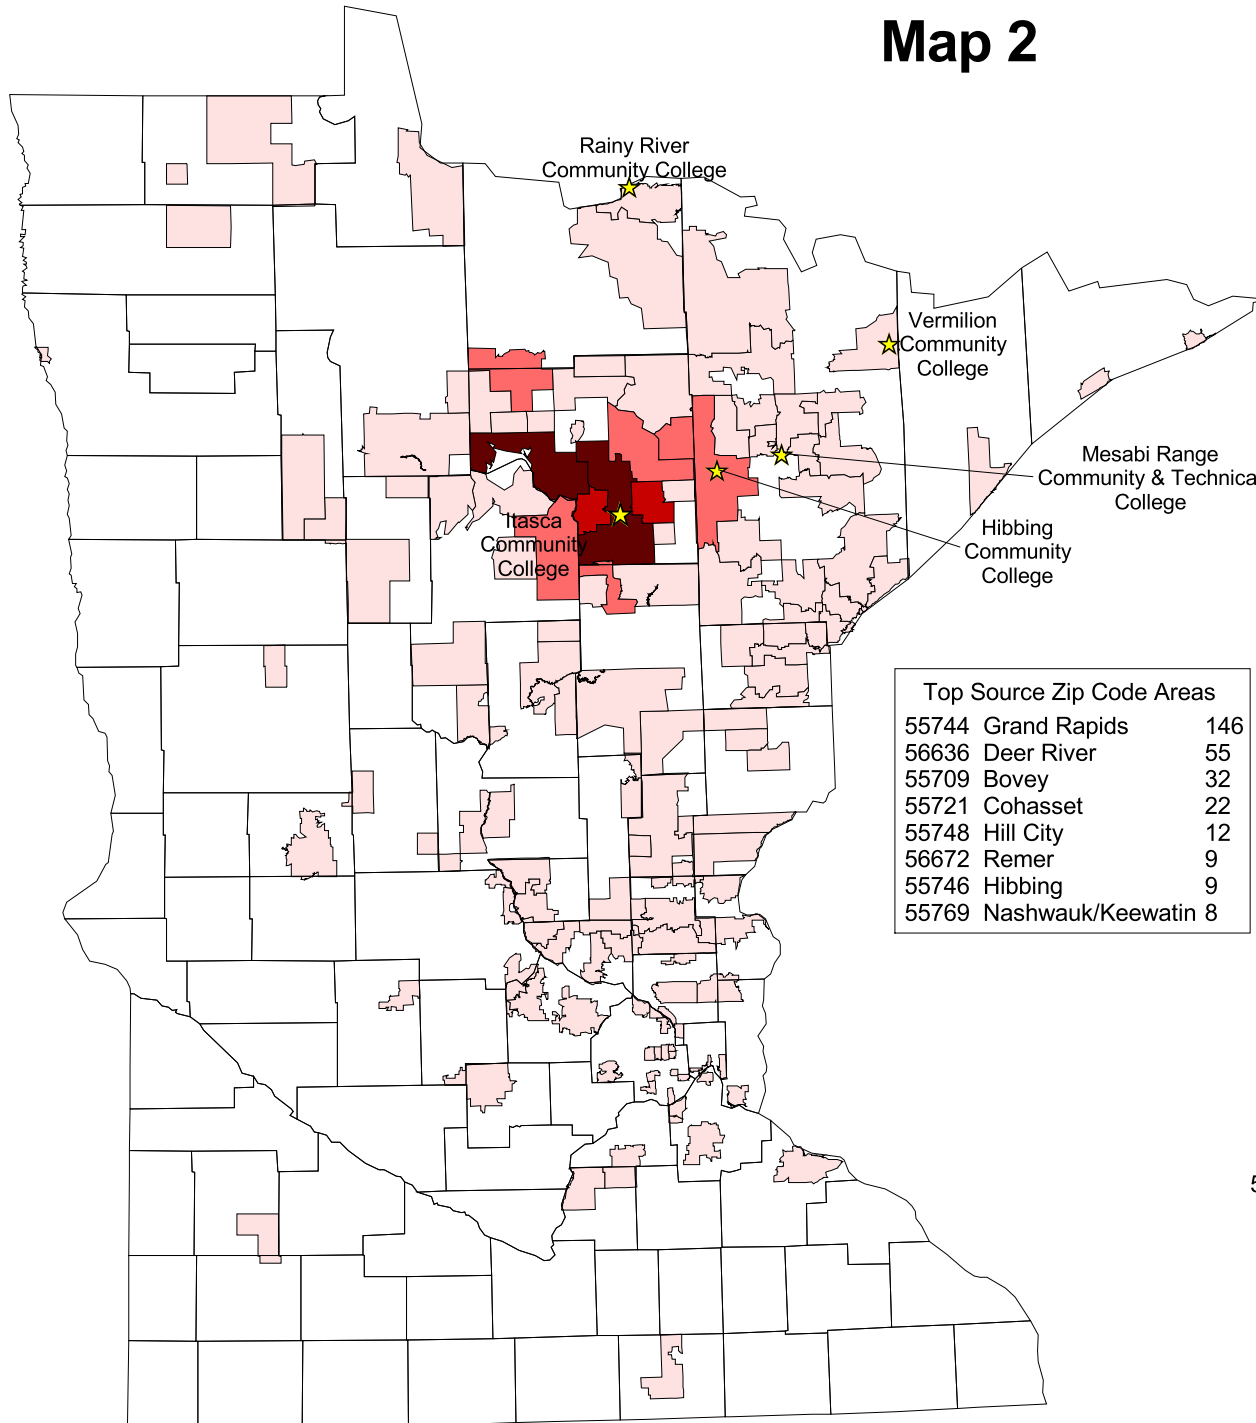 Map 2
Rainy River
Community College
Vermilion
Community
College
Mesabi Range
Community & Technica
College
Hibbing
Community
College
Itasca
Community
College
Top Source Zip Code Areas
55744 Grand Rapids 146
56636 Deer River 55
55709 Bovey 32
55721 Cohasset 22
55748 Hill City 12
56672 Remer 9
55746 Hibbing 9
55769 Nashwauk/Keewatin 8
5